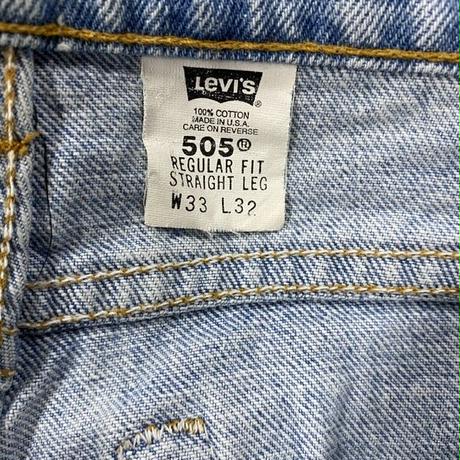 LEVI'S ®
100% COTTON
MADE IN U.S.A.
CARE ON REVERSE
505®
REGULAR FIT
STRAIGHT LEG
W33 L32